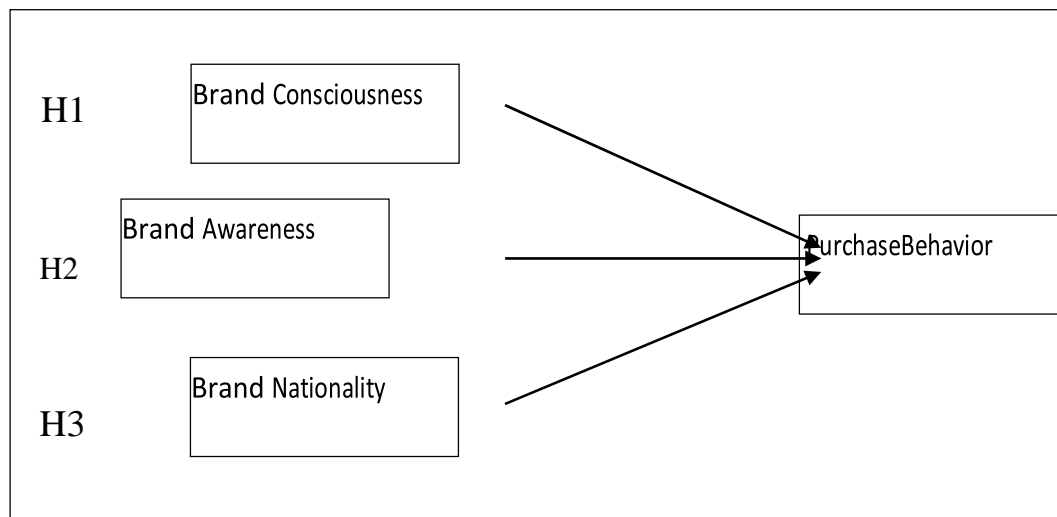 H1
Brand Consciousness
Brand Awareness
H2
PurchaseBehavior
Brand Nationality
H3